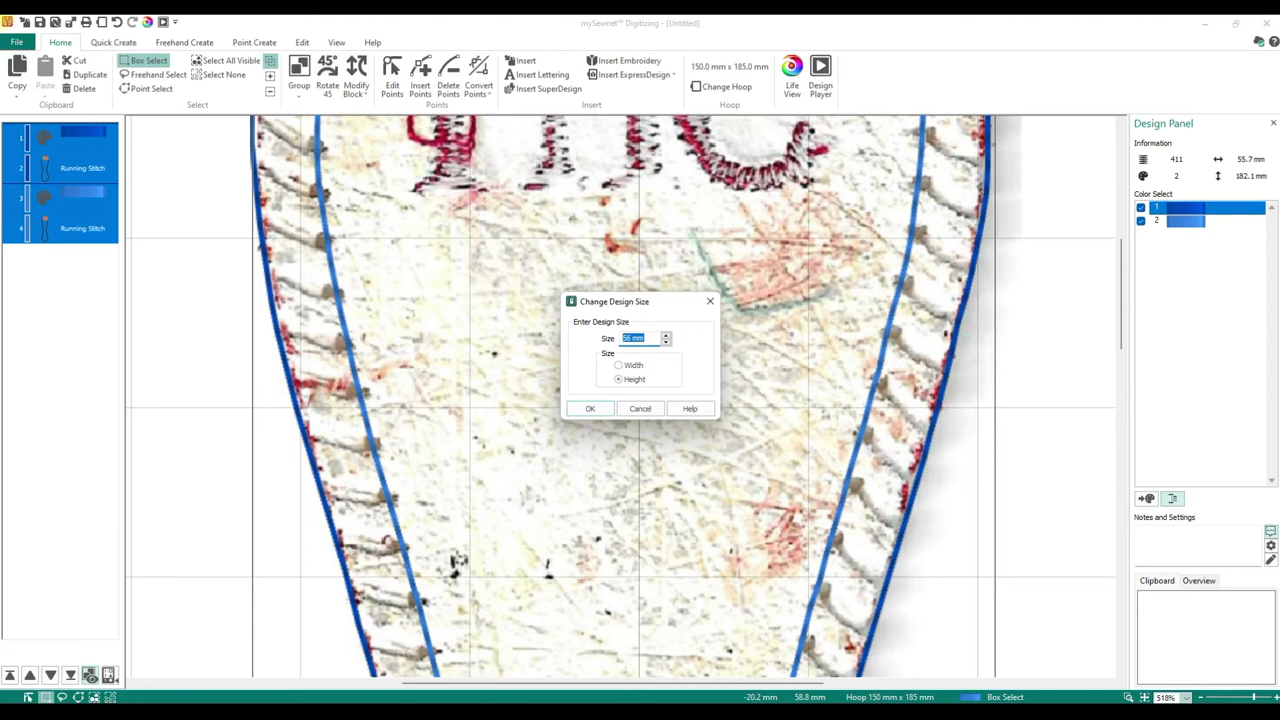 mySewnet™ Digitizing - [Untitled]
File Home Quick Create Freehand Create Point Create Edit View Help
Copy Paste Cut Duplicate Delete
Clipboard
Box Select Freehand Select Point Select Select All Visible Select None
Select
Group Rotate 45 Modify Block
Edit Points Insert Points Delete Points Convert Points
Points
Insert Insert Lettering Insert SuperDesign Insert Embroidery Insert ExpressDesign
Insert
150.0 mm x 185.0 mm
Change Hoop
Hoop
Life View Design Player
1
2 Running Stitch
3
4 Running Stitch
Change Design Size
Enter Design Size
Size 56 mm
Size
Width
Height
OK Cancel Help
Design Panel
Information
411 55.7 mm
2 182.1 mm
Color Select
1
2
Notes and Settings
Clipboard Overview
-20.2 mm 58.8 mm Hoop 150 mm x 185 mm Box Select 518%